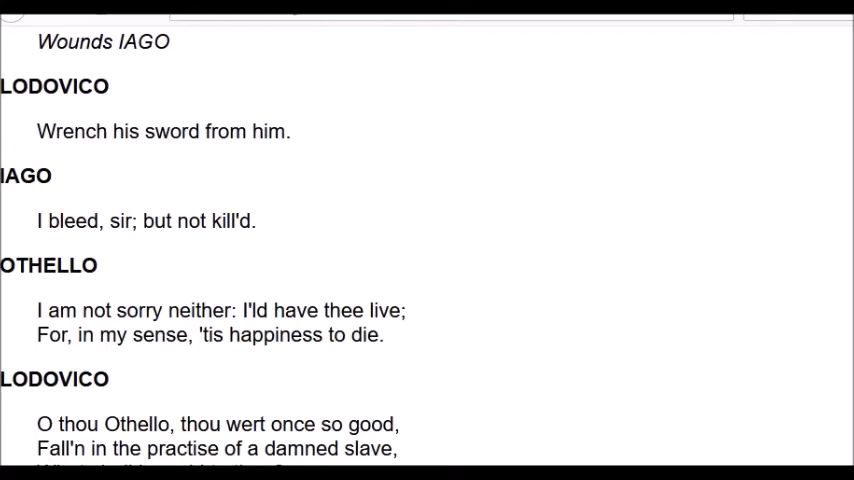 Wounds IAGO
LODOVICO
Wrench his sword from him.
IAGO
I bleed, sir; but not kill'd.
OTHELLO
I am not sorry neither: I'ld have thee live;
For, in my sense, 'tis happiness to die.
LODOVICO
O thou Othello, thou wert once so good,
Fall'n in the practise of a damned slave,